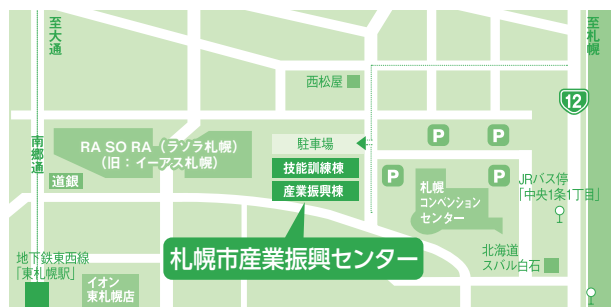 至大通
至札幌
西松屋
12
南郷通
RA SO RA（ラソラ札幌）
（旧：イーアス札幌）
道銀
駐車場
技能訓練棟
産業振興棟
P
P
P
P
札幌
コンベンション
センター
JRバス停
「中央1条1丁目」
札幌市産業振興センター
地下鉄東西線
「東札幌駅」
イオン
東札幌店
北海道
スバル白石